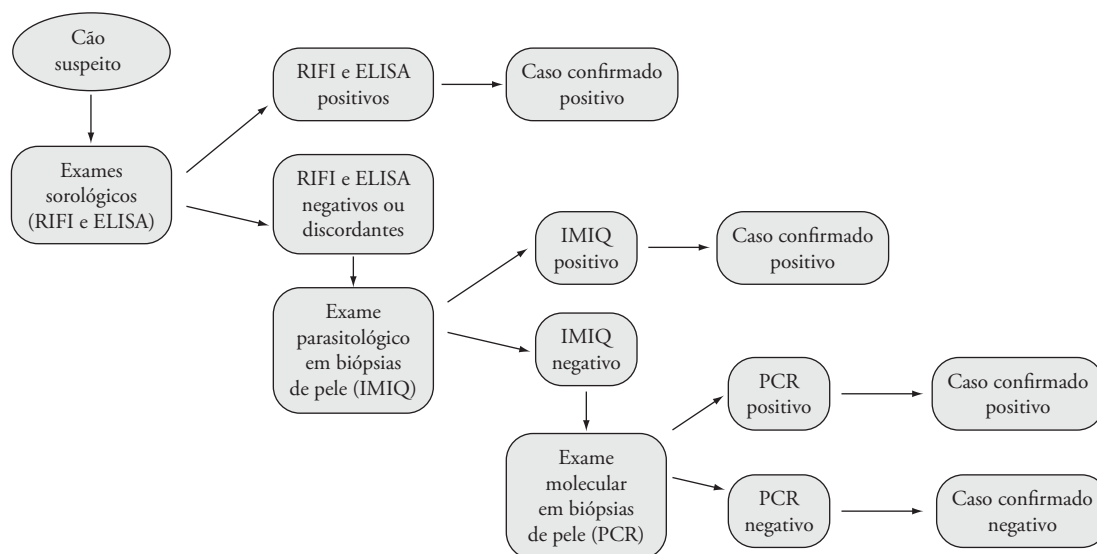 Cão
suspeito
Exames
sorológicos
(RIFI e ELISA)
RIFI e ELISA
positivos
Caso confirmado
positivo
RIFI e ELISA
negativos ou
discordantes
Exame
parasitológico
em biópsias
de pele (IMIQ)
IMIQ
positivo
Caso confirmado
positivo
IMIQ
negativo
Exame
molecular
em biópsias
de pele (PCR)
PCR
positivo
Caso confirmado
positivo
PCR
negativo
Caso confirmado
negativo